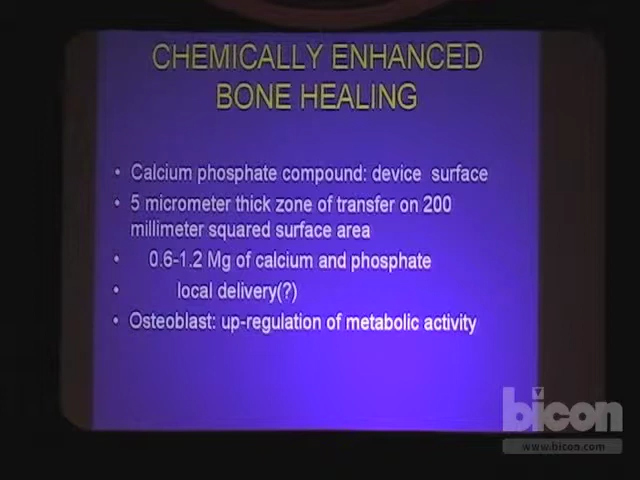 CHEMICALLY ENHANCED
BONE HEALING
• Calcium phosphate compound: device surface
• 5 micrometer thick zone of transfer on 200
millimeter squared surface area
• 0.6-1.2 Mg of calcium and phosphate
• local delivery(?)
• Osteoblast: up-regulation of metabolic activity
bicon
www.bicon.com